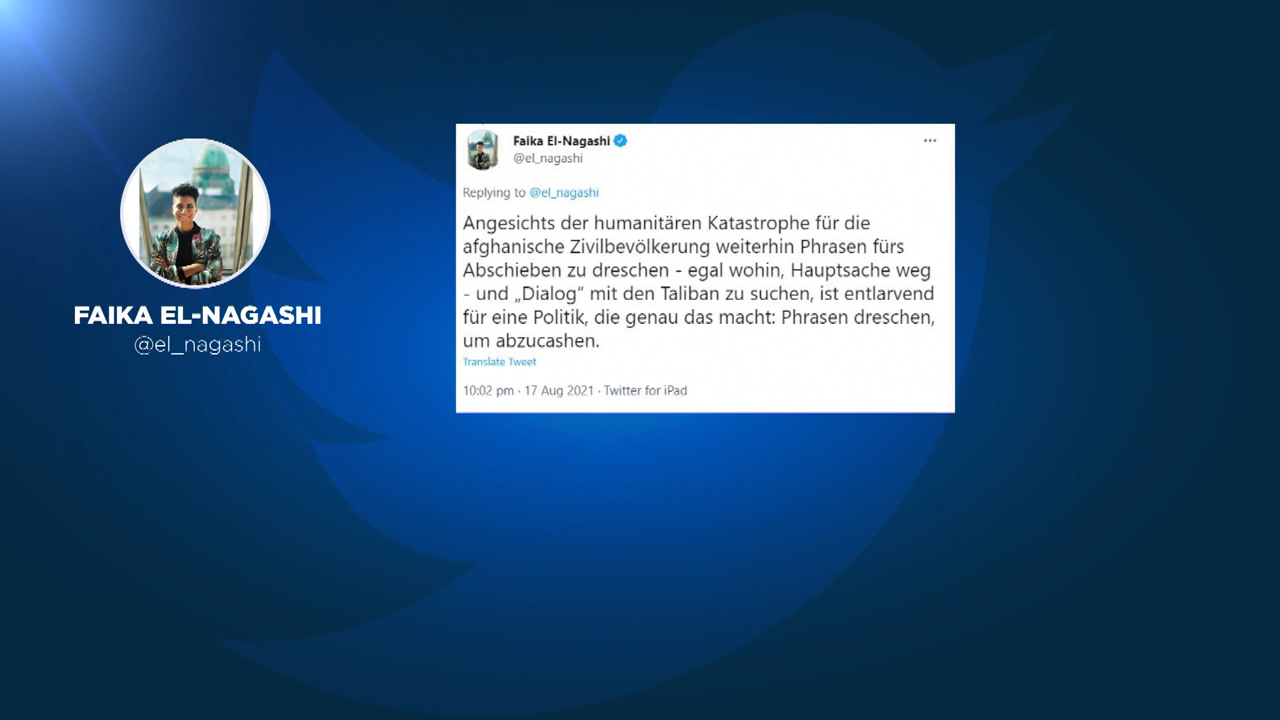 FAIKA EL-NAGASHI
@el_nagashi
Faika El-Nagashi
@el_nagashi
Replying to @el_nagashi
Angesichts der humanitären Katastrophe für die
afghanische Zivilbevölkerung weiterhin Phrasen fürs
Abschieben zu dreschen - egal wohin, Hauptsache weg
- und „Dialog“ mit den Taliban zu suchen, ist entlarvend
für eine Politik, die genau das macht: Phrasen dreschen,
um abzucashen.
Translate Tweet
10:02 pm · 17 Aug 2021 · Twitter for iPad